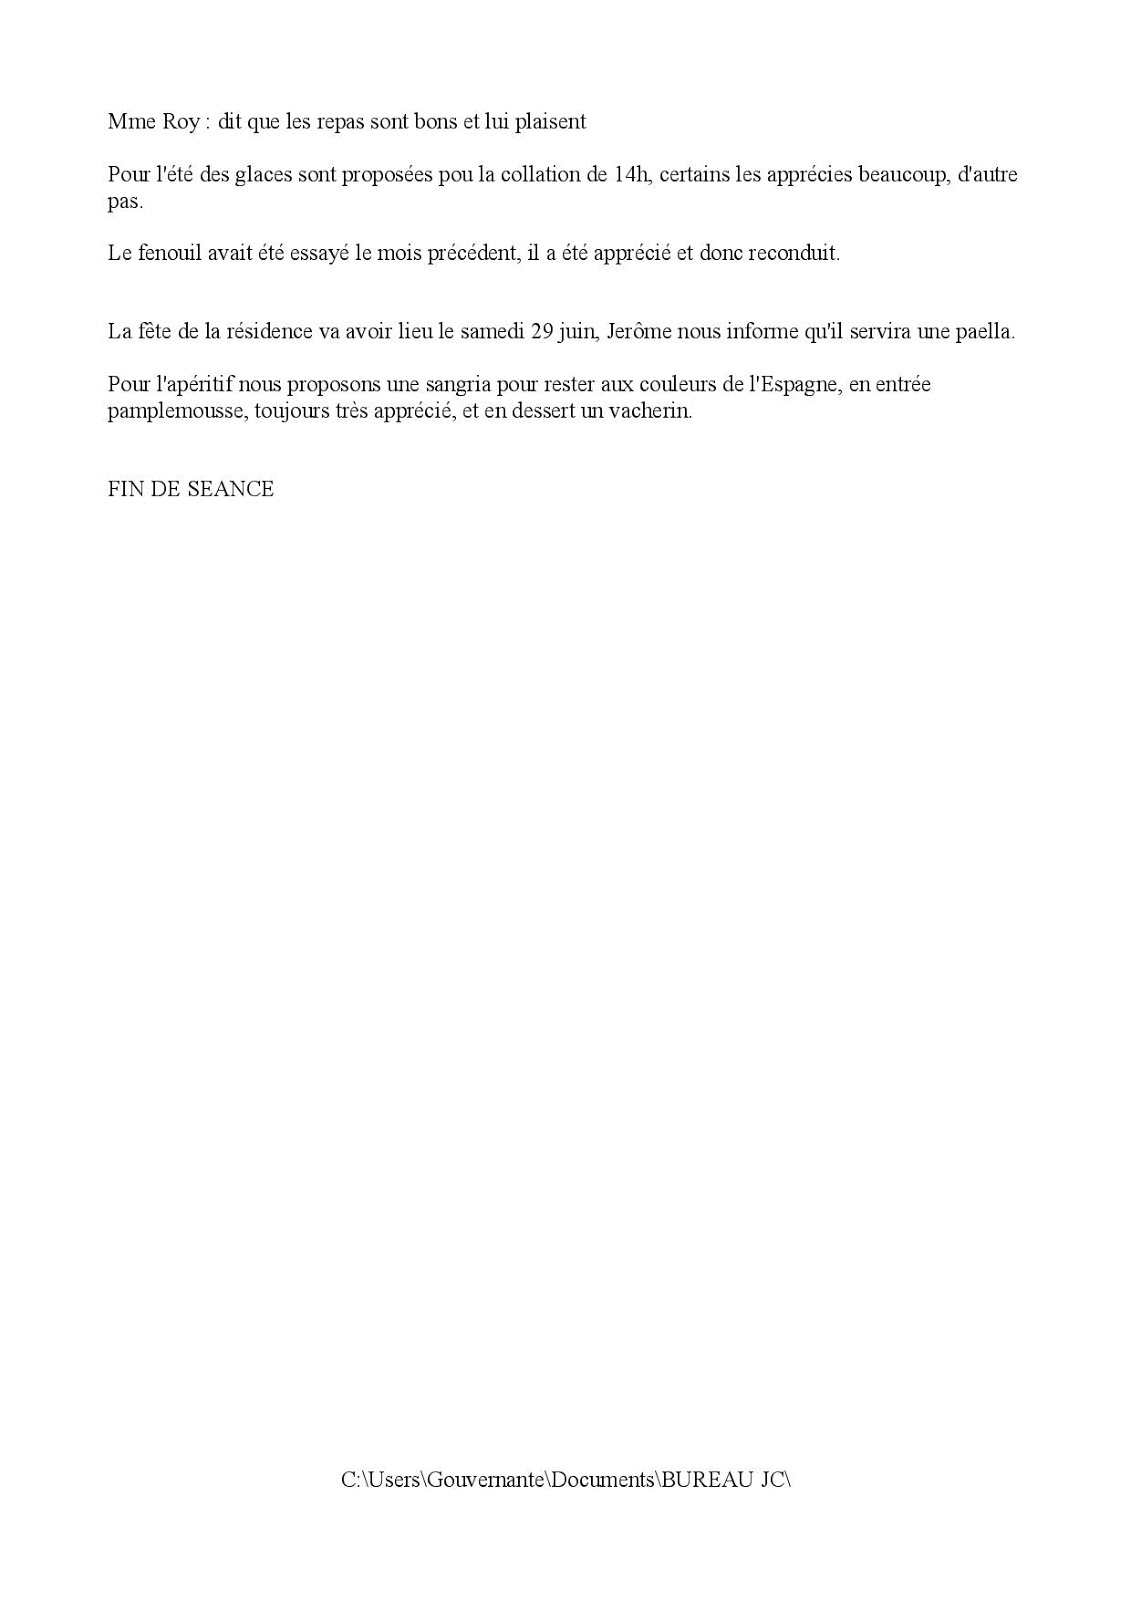 Mme Roy : dit que les repas sont bons et lui plaisent
Pour l'été des glaces sont proposées pou la collation de 14h, certains les apprécies beaucoup, d'autre
pas.
Le fenouil avait été essayé le mois précédent, il a été apprécié et donc reconduit.
La fête de la résidence va avoir lieu le samedi 29 juin, Jerôme nous informe qu'il servira une paella.
Pour l'apéritif nous proposons une sangria pour rester aux couleurs de l'Espagne, en entrée
pamplemousse, toujours très apprécié, et en dessert un vacherin.
FIN DE SEANCE
C:\Users\Gouvernante\Documents\BUREAU JC\